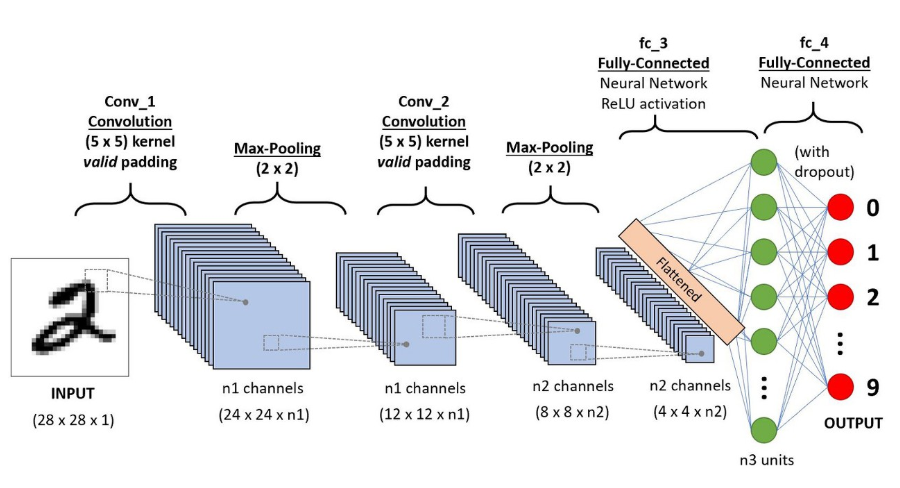 Conv_1
Convolution
(5 x 5) kernel
valid padding
Max-Pooling
(2 x 2)
Conv_2
Convolution
(5 x 5) kernel
valid padding
Max-Pooling
(2 x 2)
fc_3
Fully-Connected
Neural Network
ReLU activation
fc_4
Fully-Connected
Neural Network
(with
dropout)
Flattened
0
1
2
9
OUTPUT
2
INPUT
(28 x 28 x 1)
n1 channels
(24 x 24 x n1)
n1 channels
(12 x 12 x n1)
n2 channels
(8 x 8 x n2)
n2 channels
(4 x 4 x n2)
n3 units